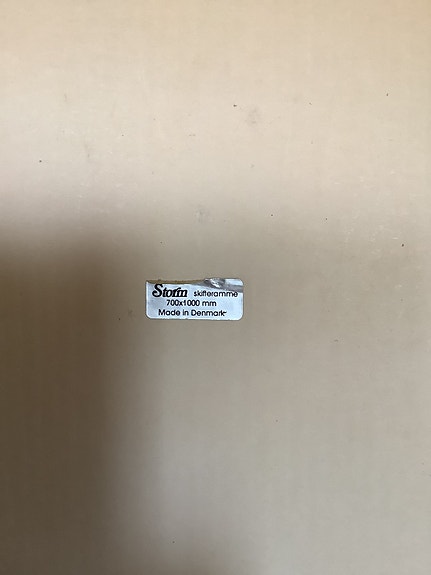 Storm skifteramme
700x1000 mm
Made in Denmark